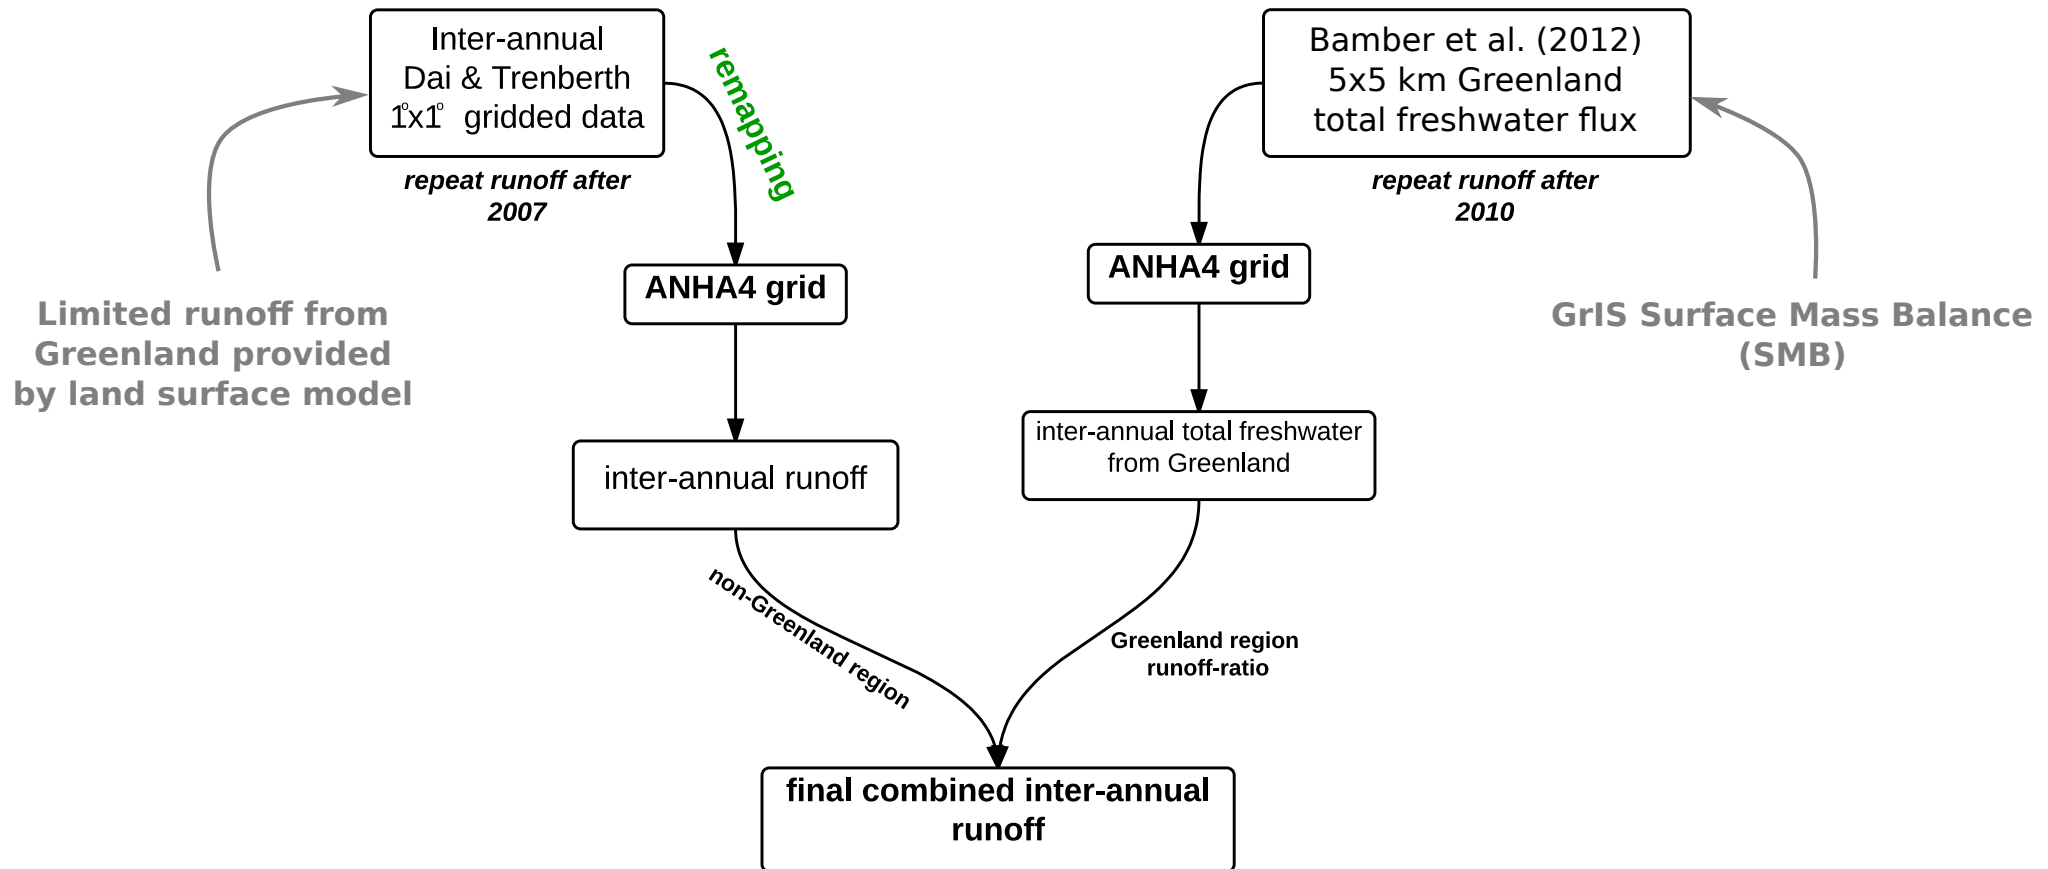 Inter-annual
Dai & Trenberth
1°x1° gridded data
repeat runoff after
2007
remapping
Bamber et al. (2012)
5x5 km Greenland
total freshwater flux
repeat runoff after
2010
ANHA4 grid
ANHA4 grid
Limited runoff from
Greenland provided
by land surface model
GrIS Surface Mass Balance
(SMB)
inter-annual runoff
inter-annual total freshwater
from Greenland
non-Greenland region
Greenland region
runoff-ratio
final combined inter-annual
runoff